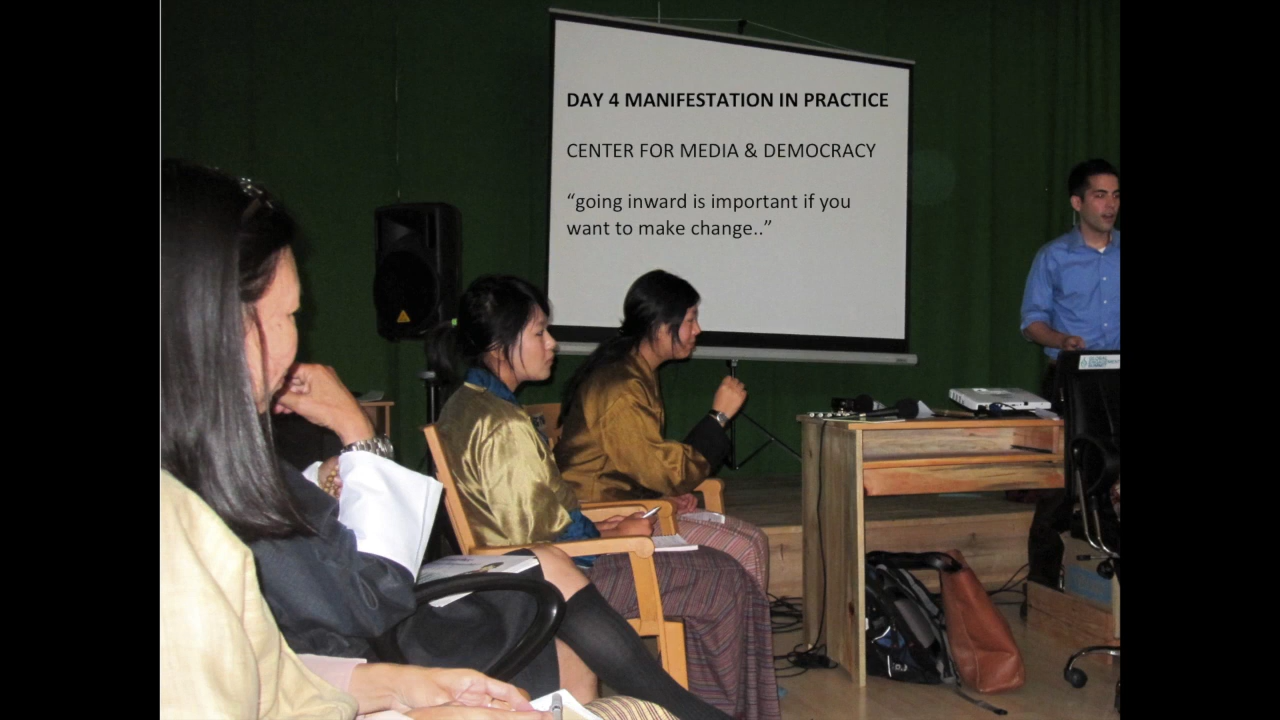 DAY 4 MANIFESTATION IN PRACTICE
CENTER FOR MEDIA & DEMOCRACY
“going inward is important if you
want to make change..”
GLOBAL